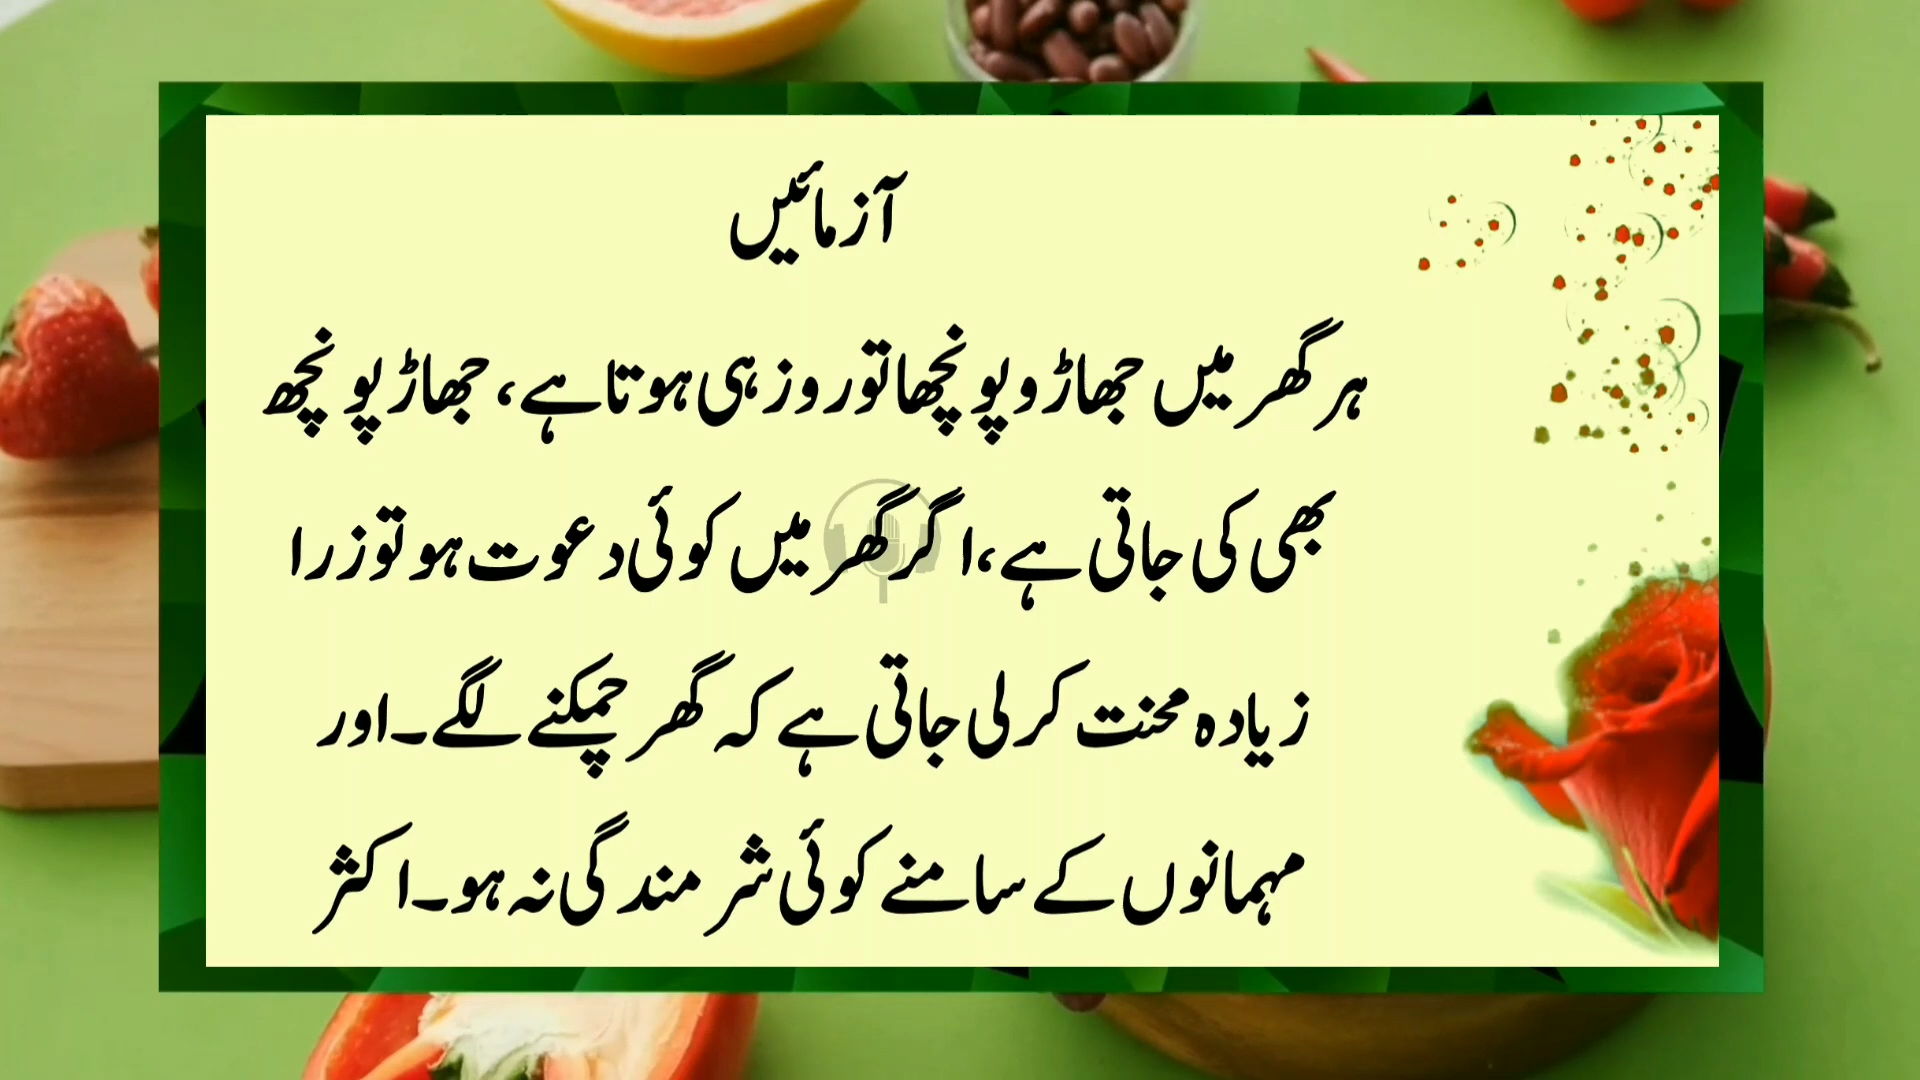 آزمائیں
ہر گھر میں جھاڑو پونچھا تو روز ہی ہوتا ہے، جھاڑ پونچھ
بھی کی جاتی ہے، اگر گھر میں کوئی دعوت ہو تو زرا
زیادہ محنت کر لی جاتی ہے کہ گھر چمکنے لگے۔ اور
مہمانوں کے سامنے کوئی شرمندگی نہ ہو۔ اکثر